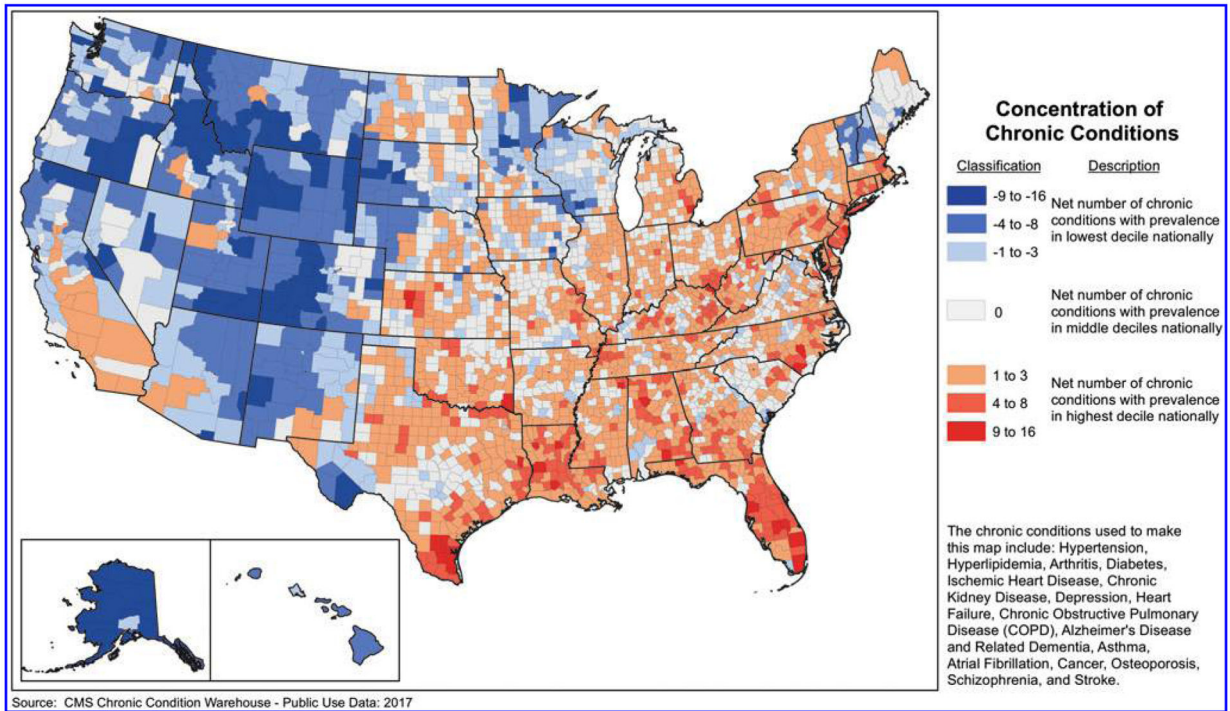 Concentration of
Chronic Conditions
Classification
Description
-9 to -16
-4 to -8
-1 to -3
Net number of chronic
conditions with prevalence
in lowest decile nationally
0
Net number of chronic
conditions with prevalence
in middle deciles nationally
1 to 3
4 to 8
9 to 16
Net number of chronic
conditions with prevalence
in highest decile nationally
The chronic conditions used to make
this map include: Hypertension,
Hyperlipidemia, Arthritis, Diabetes,
Ischemic Heart Disease, Chronic
Kidney Disease, Depression, Heart
Failure, Chronic Obstructive Pulmonary
Disease (COPD), Alzheimer's Disease
and Related Dementia, Asthma,
Atrial Fibrillation, Cancer, Osteoporosis,
Schizophrenia, and Stroke.
Source: CMS Chronic Condition Warehouse - Public Use Data: 2017